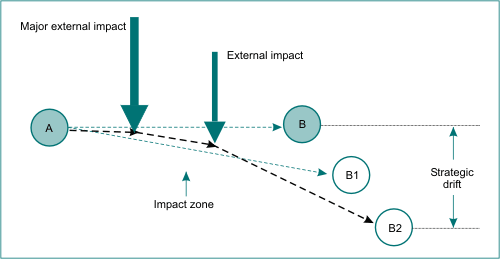 Major external impact
External impact
A
B
B1
Strategic
drift
Impact zone
B2